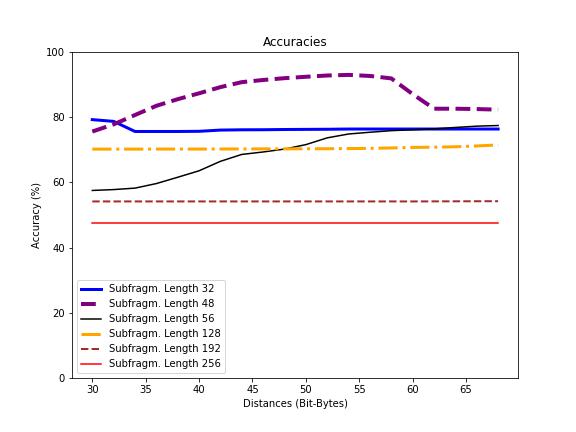 Accuracies
100
80
60
40
20
0
Accuracy (%)
Subfragm. Length 32
Subfragm. Length 48
Subfragm. Length 56
Subfragm. Length 128
Subfragm. Length 192
Subfragm. Length 256
30 35 40 45 50 55 60 65
Distances (Bit-Bytes)